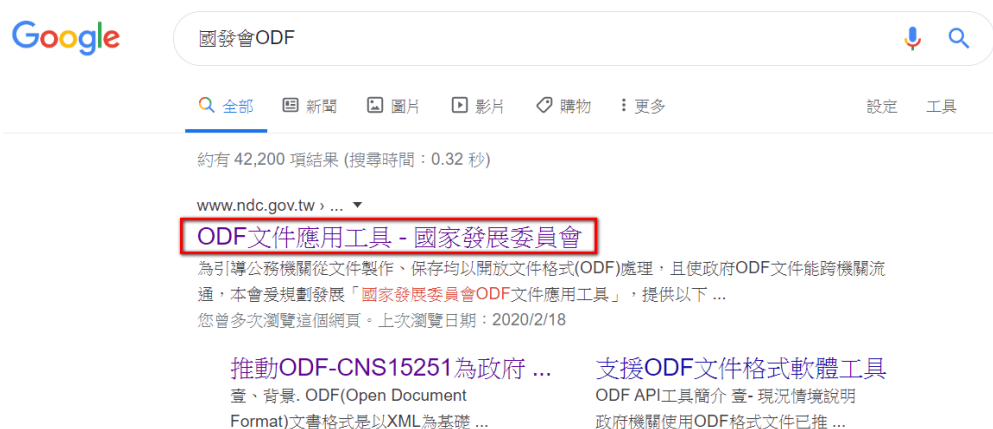 Google
國發會ODF
全部 新聞 圖片 影片 購物 更多 設定 工具
約有 42,200 項結果 (搜尋時間：0.32 秒)
www.ndc.gov.tw › ...
ODF文件應用工具 - 國家發展委員會
為引導公務機關從文件製作、保存均以開放文件格式(ODF)處理，且使政府ODF文件能跨機關流
通，本會爰規劃發展「國家發展委員會ODF文件應用工具」，提供以下 ...
您曾多次瀏覽這個網頁。上次瀏覽日期：2020/2/18
推動ODF-CNS15251為政府 ...
壹、背景. ODF(Open Document
Format)文書格式是以XML為基礎 ...
支援ODF文件格式軟體工具
ODF API工具簡介 壹- 現況情境說明
政府機關使用ODF格式文件已推 ...